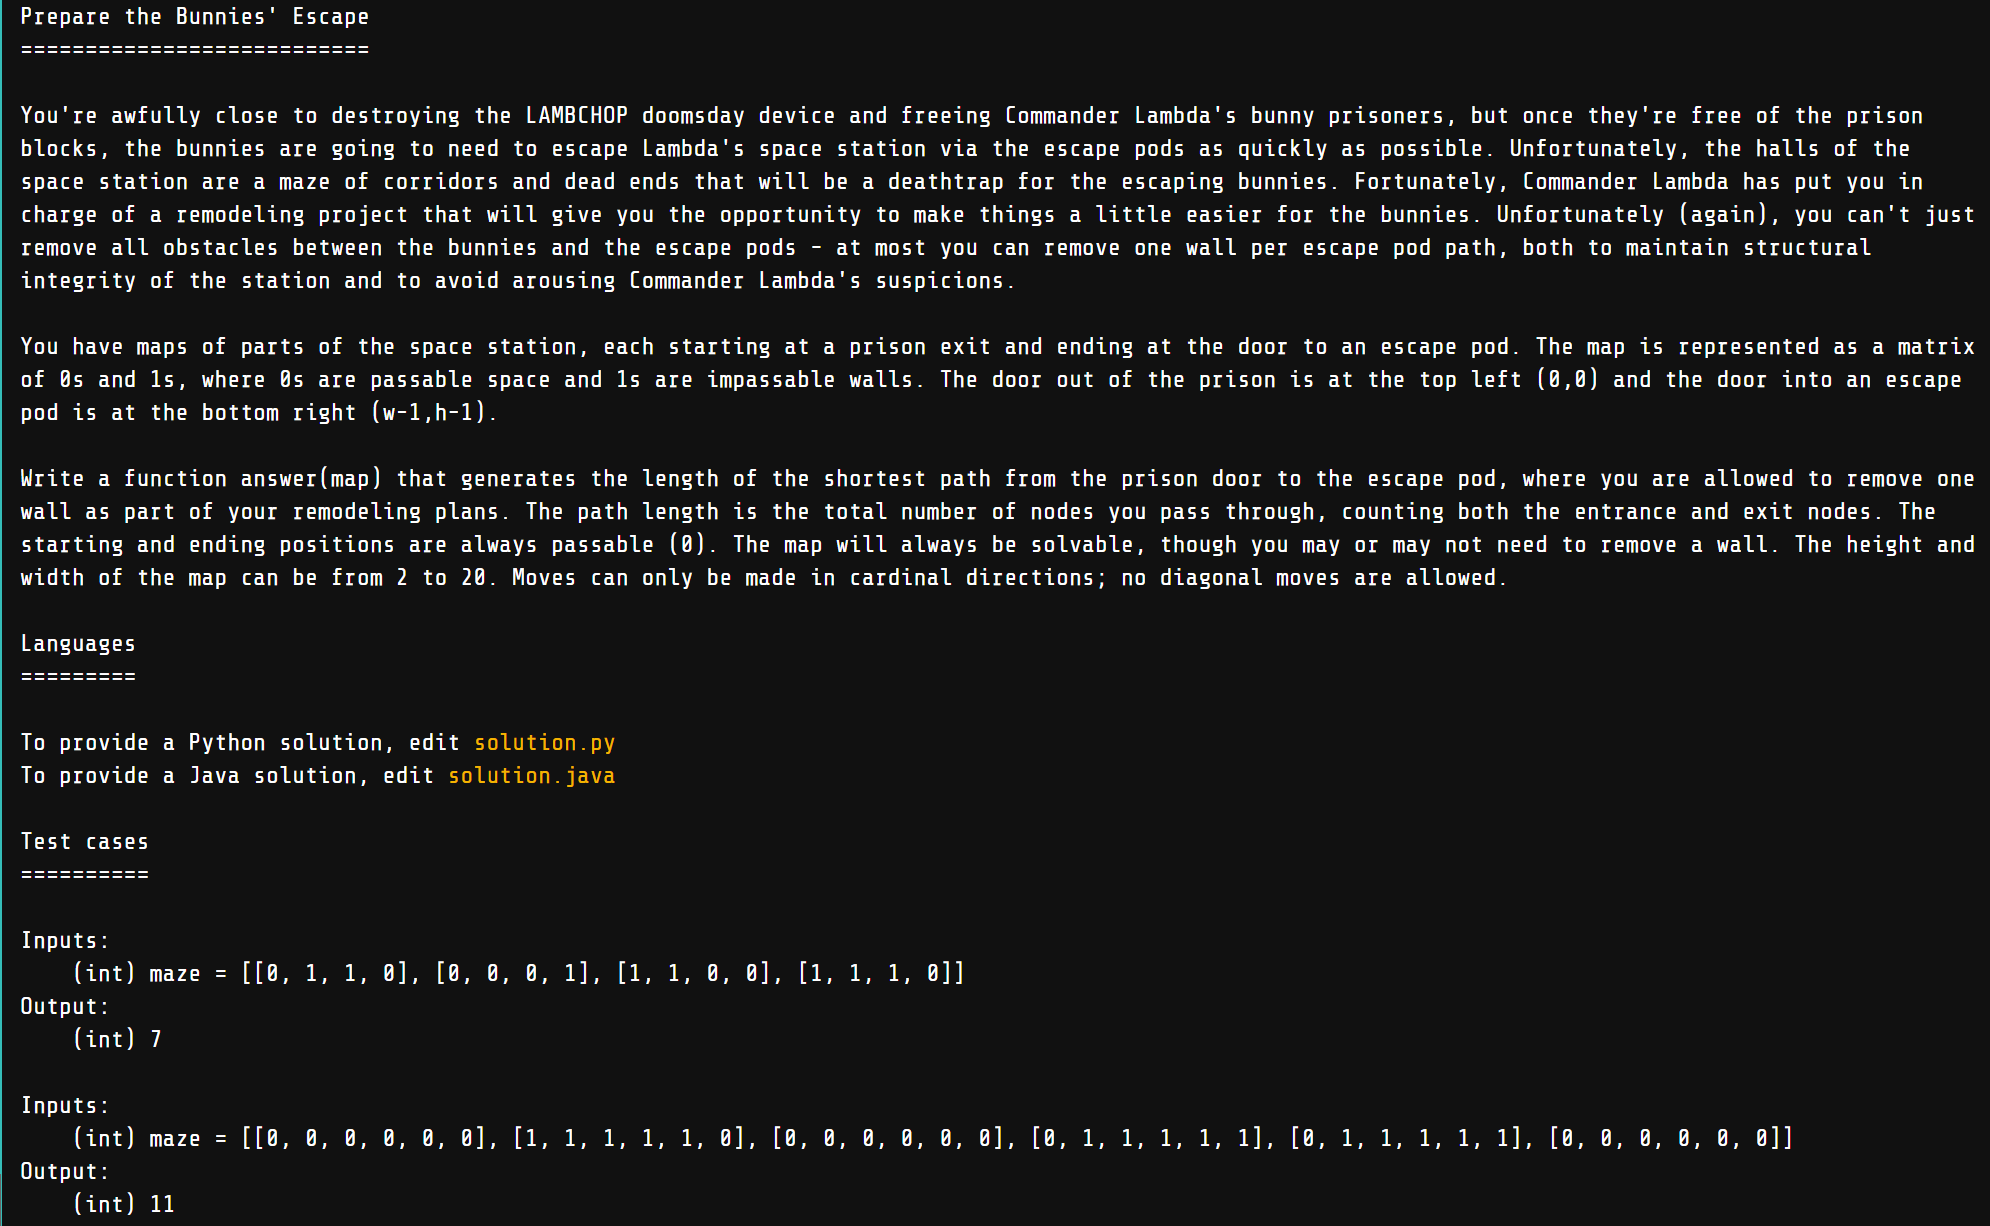 Prepare the Bunnies' Escape
===========================
You're awfully close to destroying the LAMBCHOP doomsday device and freeing Commander Lambda's bunny prisoners, but once they're free of the prison
blocks, the bunnies are going to need to escape Lambda's space station via the escape pods as quickly as possible. Unfortunately, the halls of the
space station are a maze of corridors and dead ends that will be a deathtrap for the escaping bunnies. Fortunately, Commander Lambda has put you in
charge of a remodeling project that will give you the opportunity to make things a little easier for the bunnies. Unfortunately (again), you can't just
remove all obstacles between the bunnies and the escape pods - at most you can remove one wall per escape pod path, both to maintain structural
integrity of the station and to avoid arousing Commander Lambda's suspicions.
You have maps of parts of the space station, each starting at a prison exit and ending at the door to an escape pod. The map is represented as a matrix
of 0s and 1s, where 0s are passable space and 1s are impassable walls. The door out of the prison is at the top left (0,0) and the door into an escape
pod is at the bottom right (w-1,h-1).
Write a function answer(map) that generates the length of the shortest path from the prison door to the escape pod, where you are allowed to remove one
wall as part of your remodeling plans. The path length is the total number of nodes you pass through, counting both the entrance and exit nodes. The
starting and ending positions are always passable (0). The map will always be solvable, though you may or may not need to remove a wall. The height and
width of the map can be from 2 to 20. Moves can only be made in cardinal directions; no diagonal moves are allowed.
Languages
=========
To provide a Python solution, edit solution.py
To provide a Java solution, edit solution.java
Test cases
==========
Inputs:
(int) maze = [[0, 1, 1, 0], [0, 0, 0, 1], [1, 1, 0, 0], [1, 1, 1, 0]]
Output:
(int) 7
Inputs:
(int) maze = [[0, 0, 0, 0, 0, 0], [1, 1, 1, 1, 1, 0], [0, 0, 0, 0, 0, 0], [0, 1, 1, 1, 1, 1], [0, 1, 1, 1, 1, 1], [0, 0, 0, 0, 0, 0]]
Output:
(int) 11